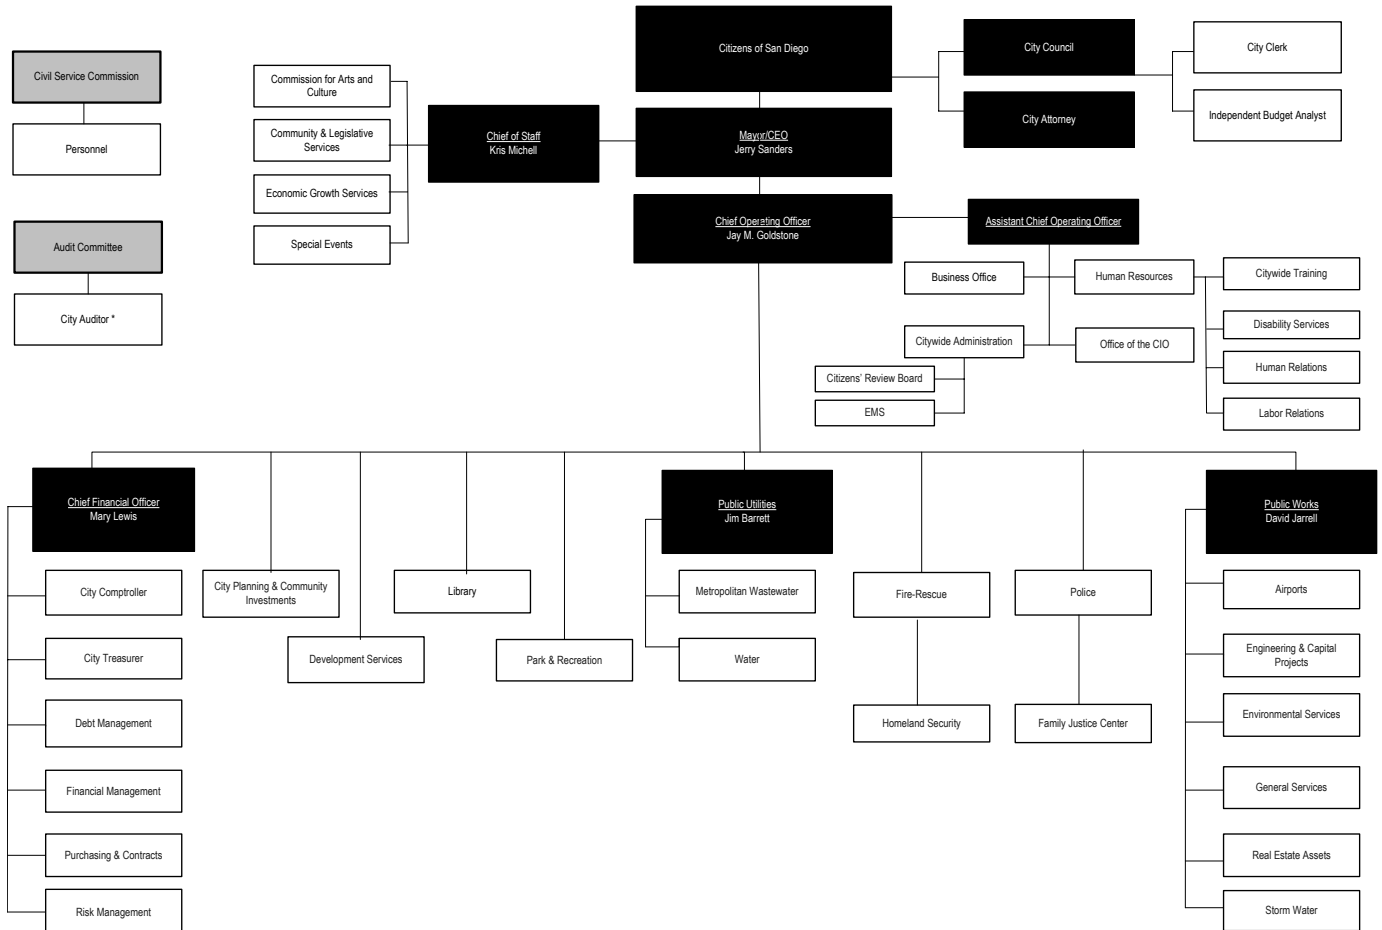 Citizens of San Diego
City Council
City Clerk
Civil Service Commission
Commission for Arts and
Culture
City Attorney
Independent Budget Analyst
Personnel
Community & Legislative
Services
Chief of Staff
Kris Michell
Mayor/CEO
Jerry Sanders
Economic Growth Services
Audit Committee
Special Events
Chief Operating Officer
Jay M. Goldstone
Assistant Chief Operating Officer
Business Office
Human Resources
Citywide Training
City Auditor *
Disability Services
Citywide Administration
Office of the CIO
Human Relations
Citizens' Review Board
EMS
Labor Relations
Chief Financial Officer
Mary Lewis
Public Utilities
Jim Barrett
Public Works
David Jarrell
City Comptroller
City Planning & Community
Investments
Library
Metropolitan Wastewater
Fire-Rescue
Police
Airports
City Treasurer
Development Services
Park & Recreation
Water
Engineering & Capital
Projects
Debt Management
Homeland Security
Family Justice Center
Environmental Services
Financial Management
General Services
Purchasing & Contracts
Real Estate Assets
Risk Management
Storm Water